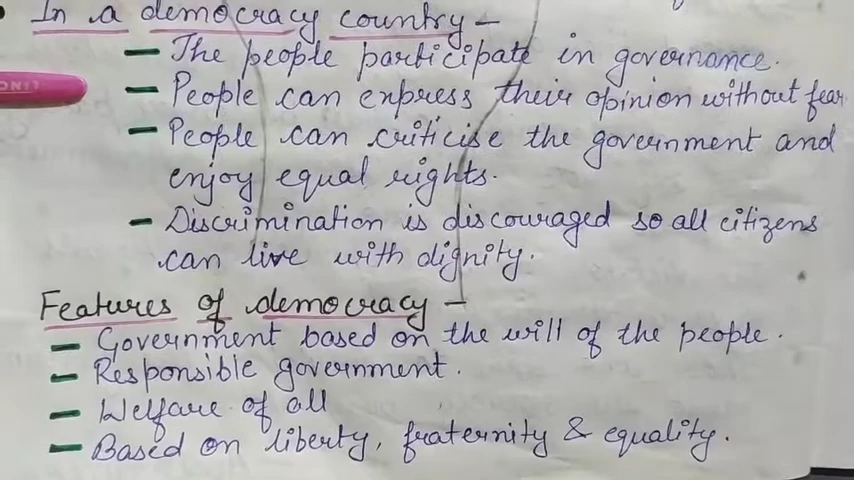 In a democracy country –
– The people participate in governance.
– People can express their opinion without fear
– People can criticise the government and
enjoy equal rights.
– Discrimination is discouraged so all citizens
can live with dignity.
Features of democracy –
– Government based on the will of the people.
– Responsible government.
– Welfare of all
– Based on liberty, fraternity & equality.